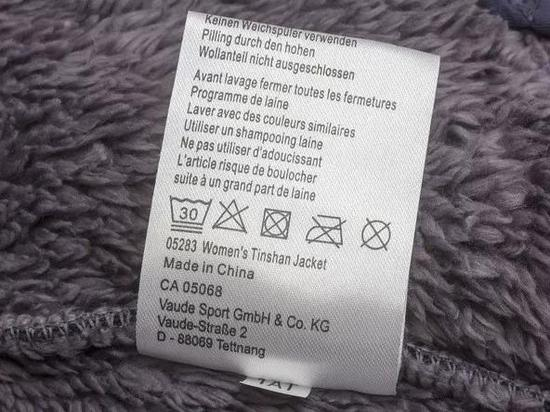 Keinen Weichspüler verwenden
Pilling durch den hohen
Wollanteil nicht ausgeschlossen
Avant lavage fermer toutes les fermetures
Programme de laine
Laver avec des couleurs similaires
Utiliser un shampooing laine
Ne pas utiliser d'adoucissant
L'article risque de boulocher
suite à un grand part de laine
30
05283 Women's Tinshan Jacket
Made in China
CA 05068
Vaude Sport GmbH & Co. KG
Vaude-Straße 2
D - 88069 Tettnang